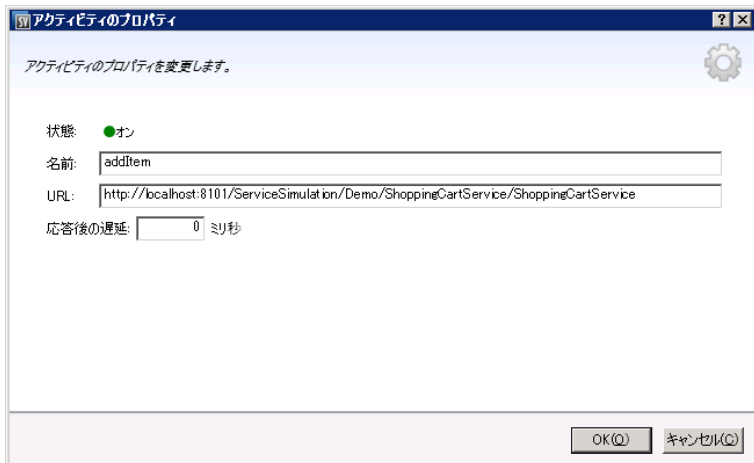 SV アクティビティのプロパティ ? ×
アクティビティのプロパティを変更します。
状態: オン
名前: addItem
URL: http://localhost:8101/ServiceSimulation/Demo/ShoppingCartService/ShoppingCartService
応答後の遅延: 0 ミリ秒
OK(O) キャンセル(C)